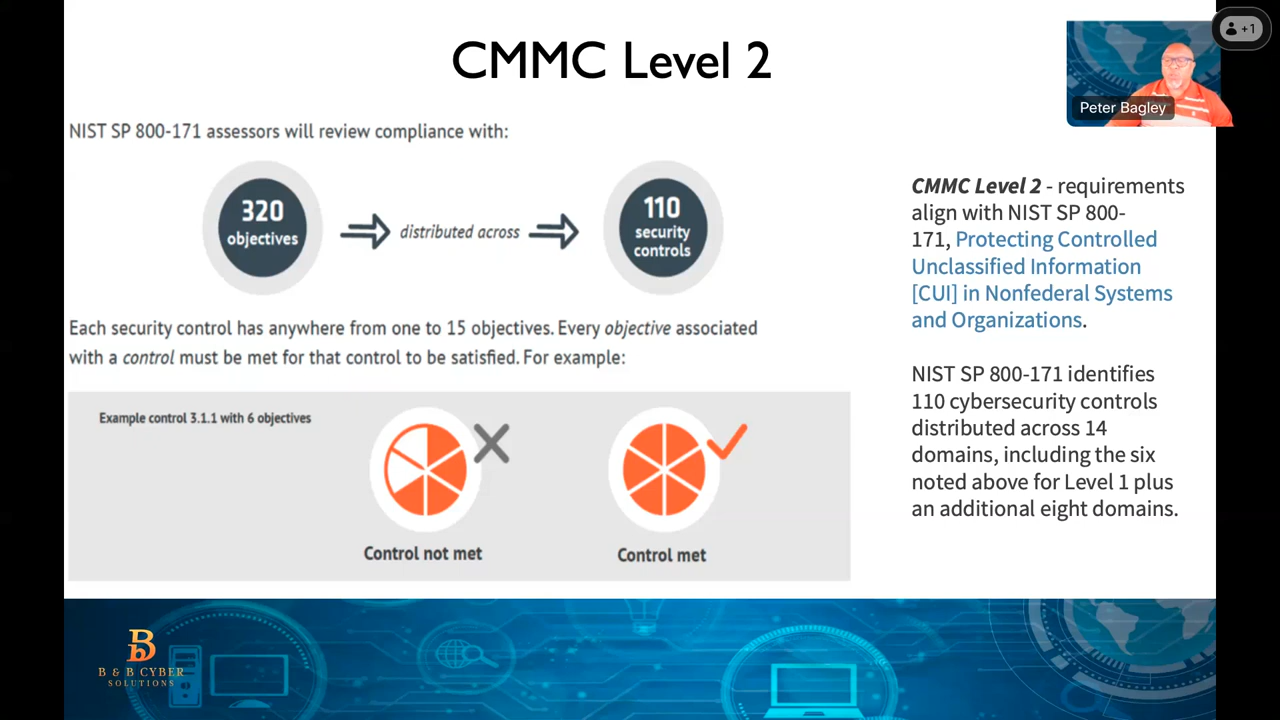 CMMC Level 2
+1
Peter Bagley
NIST SP 800-171 assessors will review compliance with:
320
objectives
distributed across
110
security
controls
Each security control has anywhere from one to 15 objectives. Every objective associated
with a control must be met for that control to be satisfied. For example:
Example control 3.1.1 with 6 objectives
Control not met
Control met
CMMC Level 2 - requirements
align with NIST SP 800-
171, Protecting Controlled
Unclassified Information
[CUI] in Nonfederal Systems
and Organizations.
NIST SP 800-171 identifies
110 cybersecurity controls
distributed across 14
domains, including the six
noted above for Level 1 plus
an additional eight domains.
B
b
B & B CYBER
SOLUTIONS